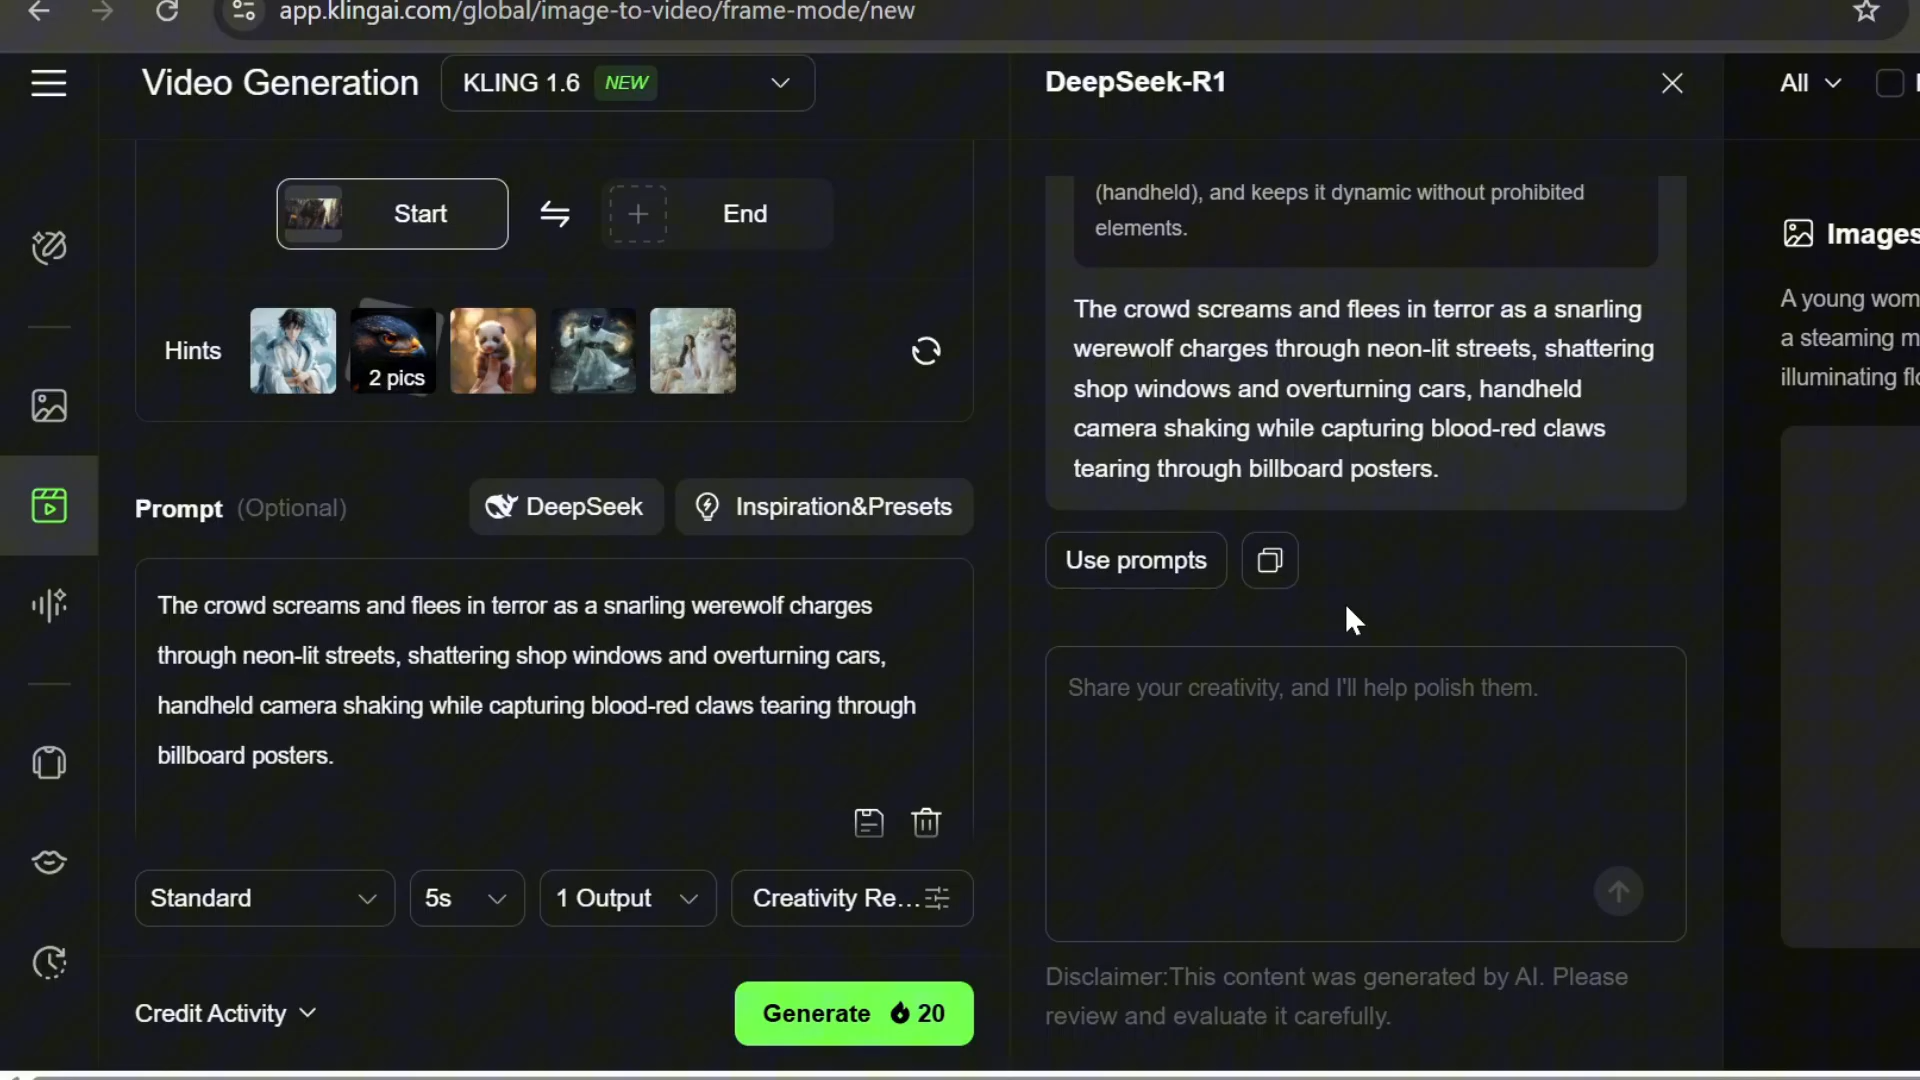 app.klingai.com/global/image-to-video/frame-mode/new
Video Generation
KLING 1.6 NEW
Start
End
Hints
2 pics
Prompt (Optional)
DeepSeek
Inspiration&Presets
The crowd screams and flees in terror as a snarling werewolf charges
through neon-lit streets, shattering shop windows and overturning cars,
handheld camera shaking while capturing blood-red claws tearing through
billboard posters.
Standard
5s
1 Output
Creativity Re...
Credit Activity
Generate 20
DeepSeek-R1
(handheld), and keeps it dynamic without prohibited
elements.
The crowd screams and flees in terror as a snarling
werewolf charges through neon-lit streets, shattering
shop windows and overturning cars, handheld
camera shaking while capturing blood-red claws
tearing through billboard posters.
Use prompts
Share your creativity, and I'll help polish them.
Disclaimer:This content was generated by AI. Please
review and evaluate it carefully.
All
Images
A young wom
a steaming m
illuminating flo